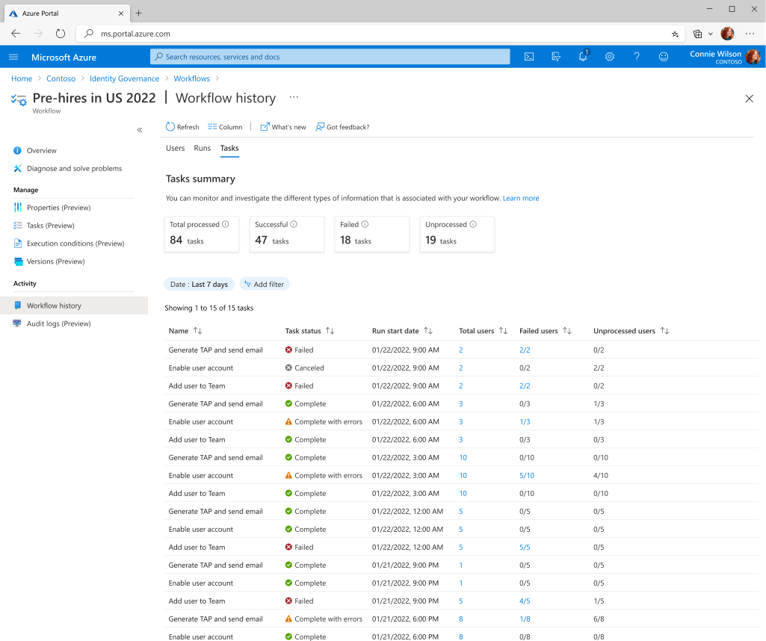 Azure Portal
ms.portal.azure.com
Microsoft Azure
Search resources, services and docs
1
Connie Wilson
CONTOSO
Home > Contoso > Identity Governance > Workflows >
Pre-hires in US 2022 | Workflow history ...
Workflow
Refresh Column | What's new Got feedback?
Users Runs Tasks
Overview
Diagnose and solve problems
Manage
Properties (Preview)
Tasks (Preview)
Execution conditions (Preview)
Versions (Preview)
Activity
Workflow history
Audit logs (Preview)
Tasks summary
You can monitor and investigate the different types of information that is associated with your workflow. Learn more
Total processed Successful Failed Unprocessed
84 tasks 47 tasks 18 tasks 19 tasks
Date : Last 7 days Add filter
Showing 1 to 15 of 15 tasks
Name Task status Run start date Total users Failed users Unprocessed users
Generate TAP and send email Failed 01/22/2022, 9:00 AM 2 2/2 0/2
Enable user account Canceled 01/22/2022, 9:00 AM 2 0/2 2/2
Add user to Team Failed 01/22/2022, 9:00 AM 2 2/2 0/2
Generate TAP and send email Complete 01/22/2022, 6:00 AM 3 0/3 1/3
Enable user account Complete with errors 01/22/2022, 6:00 AM 3 1/3 1/3
Add user to Team Complete 01/22/2022, 6:00 AM 3 0/3 0/3
Generate TAP and send email Complete 01/22/2022, 3:00 AM 10 0/10 0/10
Enable user account Complete with errors 01/22/2022, 3:00 AM 10 5/10 4/10
Add user to Team Complete 01/22/2022, 3:00 AM 10 0/10 0/10
Generate TAP and send email Complete 01/22/2022, 12:00 AM 5 0/5 0/5
Enable user account Complete 01/22/2022, 12:00 AM 5 0/5 0/5
Add user to Team Failed 01/22/2022, 12:00 AM 5 5/5 0/5
Generate TAP and send email Complete 01/21/2022, 9:00 PM 1 0/5 0/5
Enable user account Complete 01/21/2022, 9:00 PM 1 0/5 0/5
Add user to Team Failed 01/21/2022, 9:00 PM 5 4/5 1/5
Generate TAP and send email Complete with errors 01/21/2022, 6:00 PM 8 1/8 6/8
Enable user account Complete 01/21/2022, 6:00 PM 8 0/8 0/8